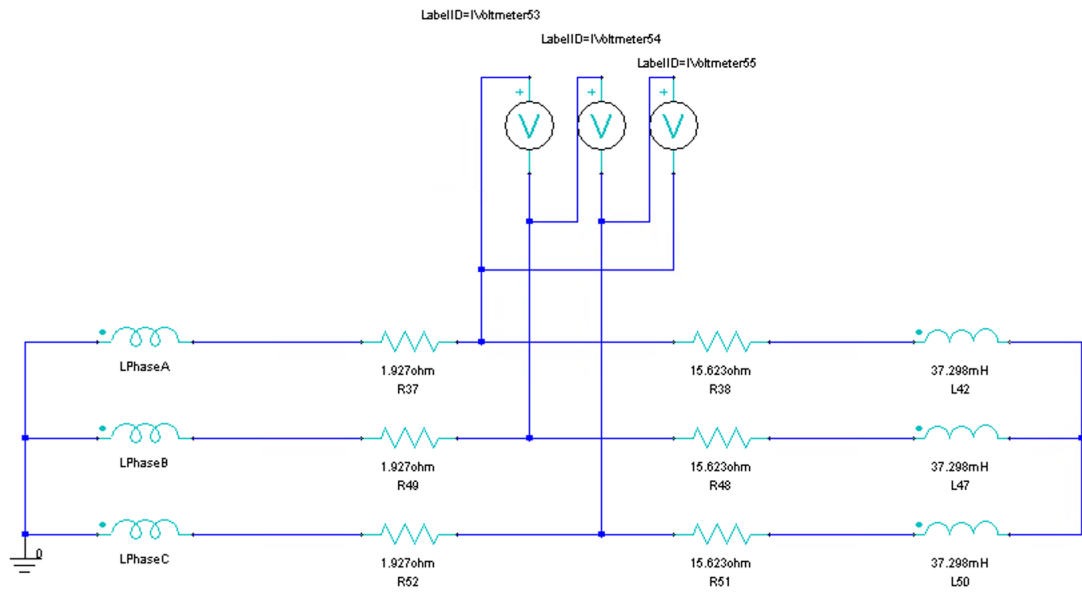 LabelID=IVoltmeter53
LabelID=IVoltmeter54
LabelID=IVoltmeter55
+
+
+
V
V
V
LPhaseA
1.927ohm
R37
15.623ohm
R38
37.298mH
L42
LPhaseB
1.927ohm
R49
15.623ohm
R48
37.298mH
L47
0
LPhaseC
1.927ohm
R52
15.623ohm
R51
37.298mH
L50